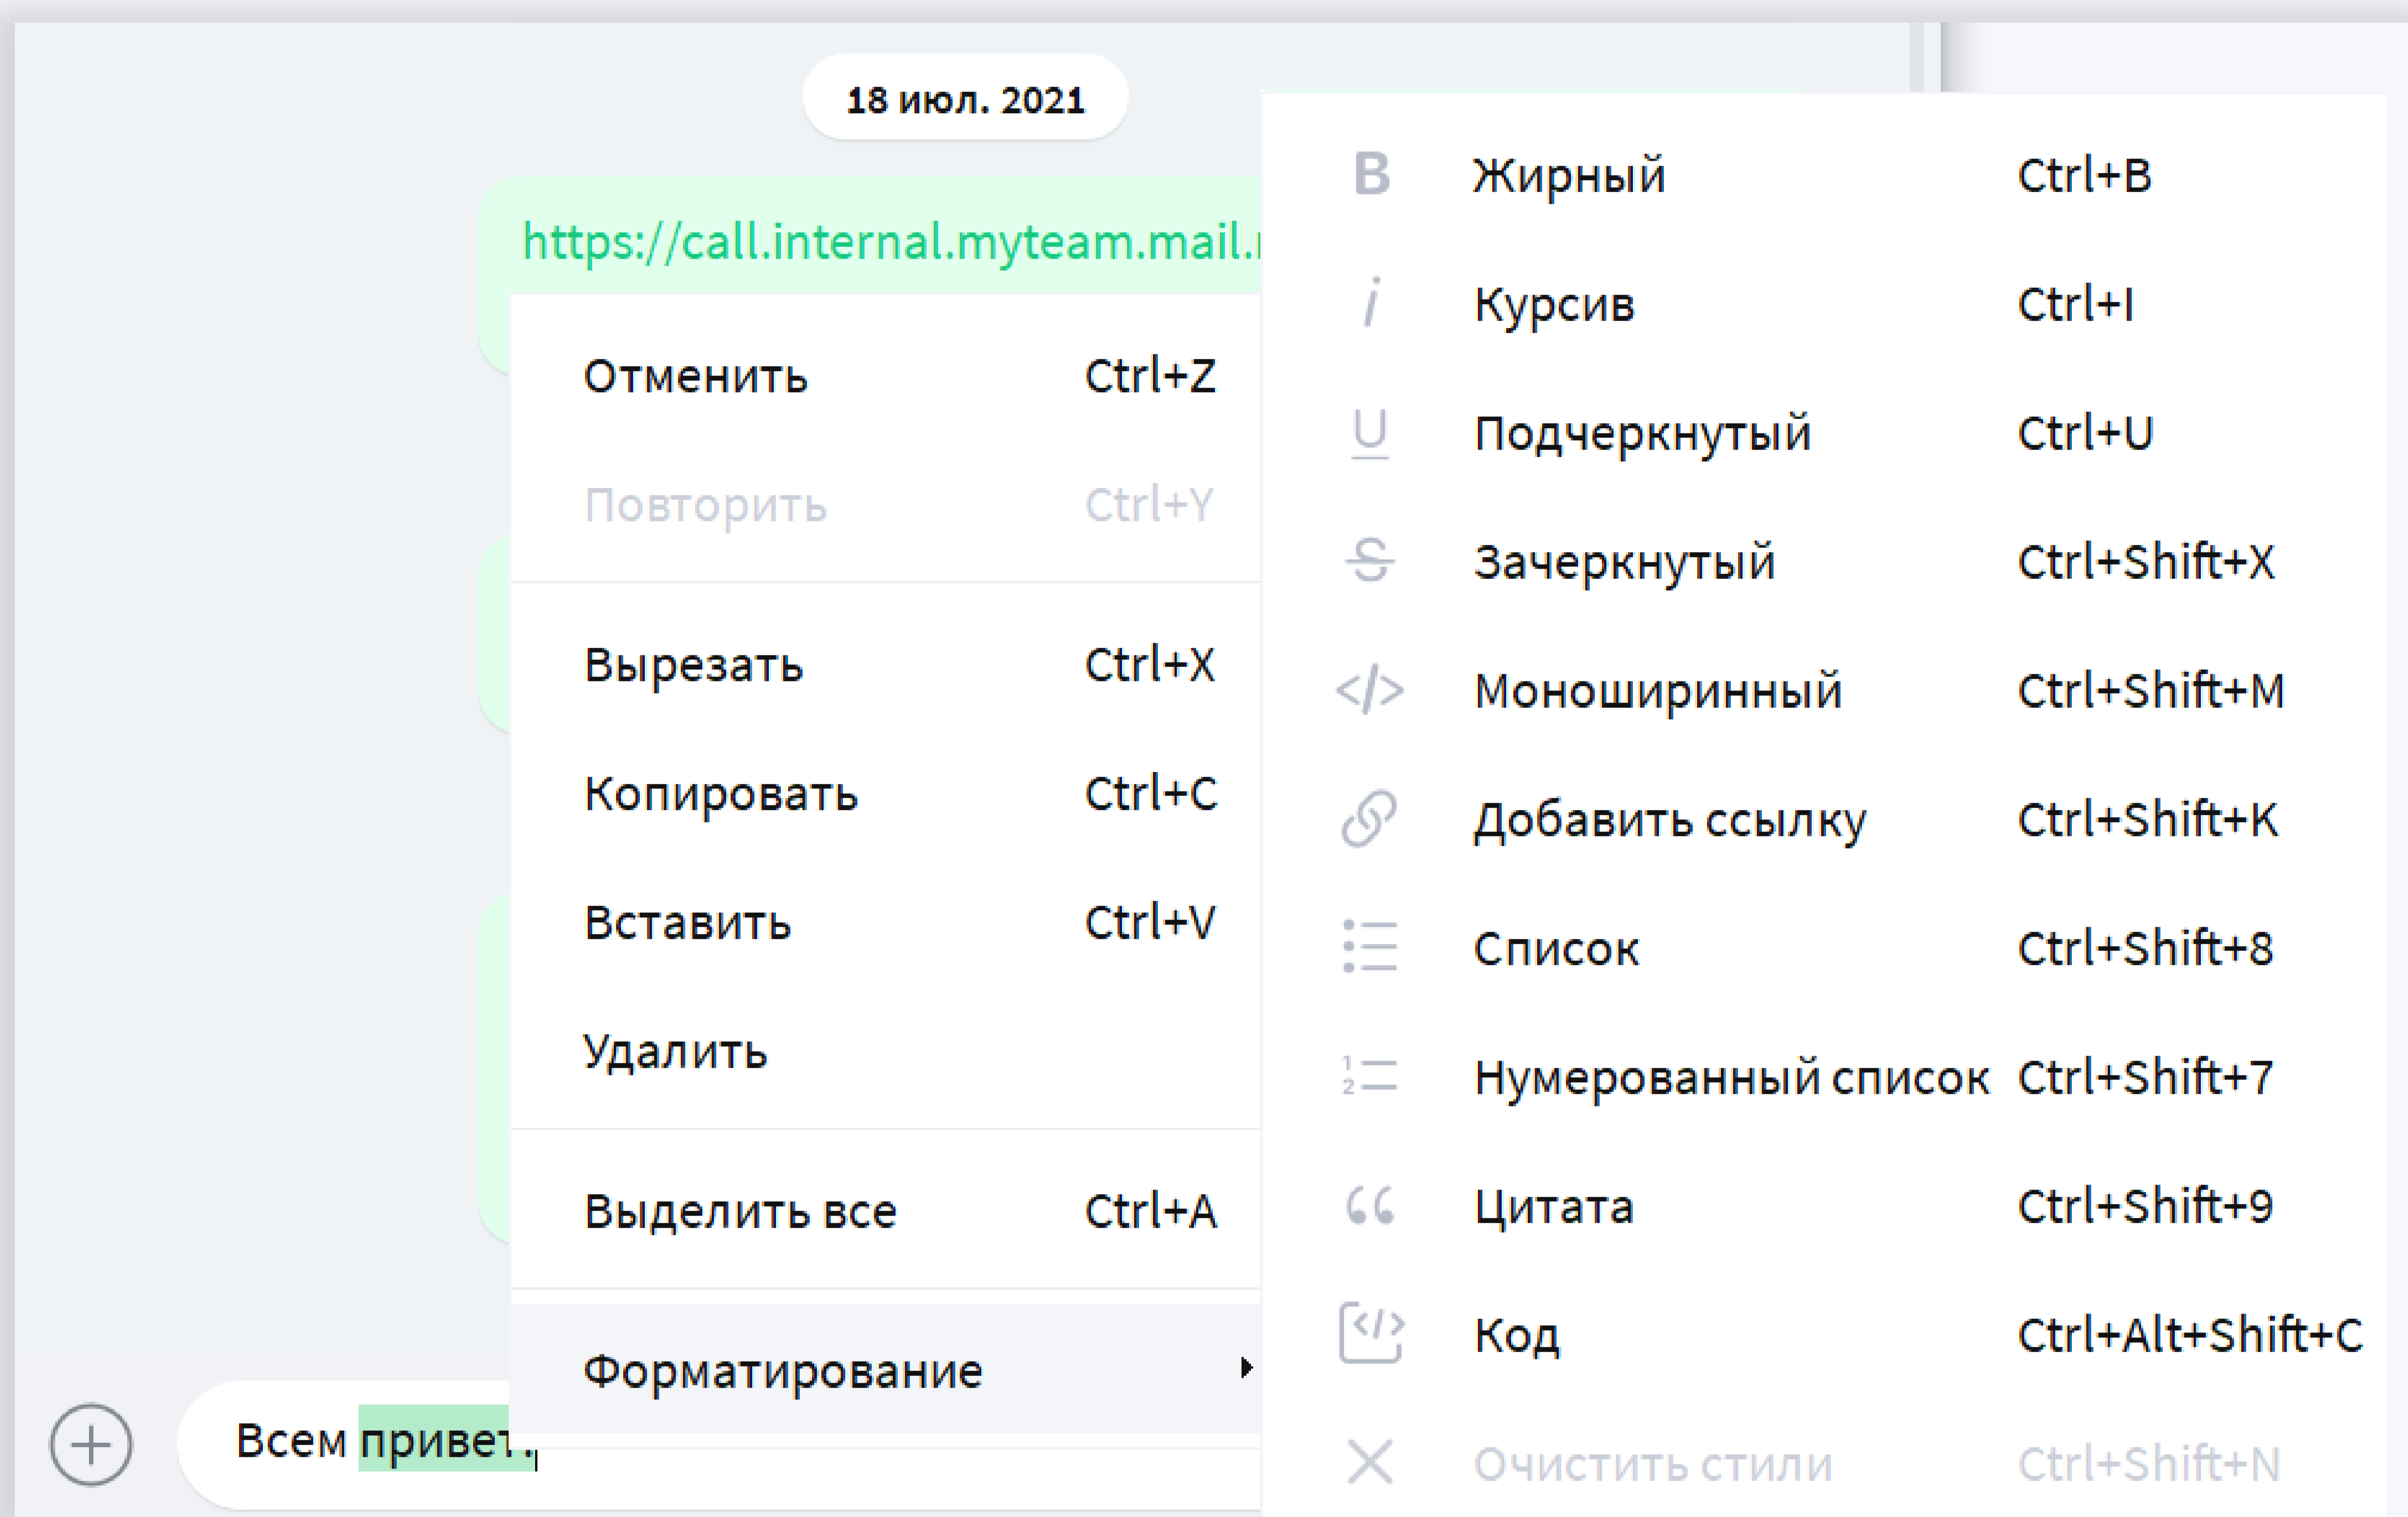 18 июл. 2021
https://call.internal.myteam.mail.
Отменить Ctrl+Z
Повторить Ctrl+Y
Вырезать Ctrl+X
Копировать Ctrl+C
Вставить Ctrl+V
Удалить
Выделить все Ctrl+A
Форматирование
Всем привет.
B Жирный Ctrl+B
i Курсив Ctrl+I
U Подчеркнутый Ctrl+U
S Зачеркнутый Ctrl+Shift+X
</> Моноширинный Ctrl+Shift+M
Добавить ссылку Ctrl+Shift+K
Список Ctrl+Shift+8
1 2 Нумерованный список Ctrl+Shift+7
“ Цитата Ctrl+Shift+9
</> Код Ctrl+Alt+Shift+C
Очистить стили Ctrl+Shift+N